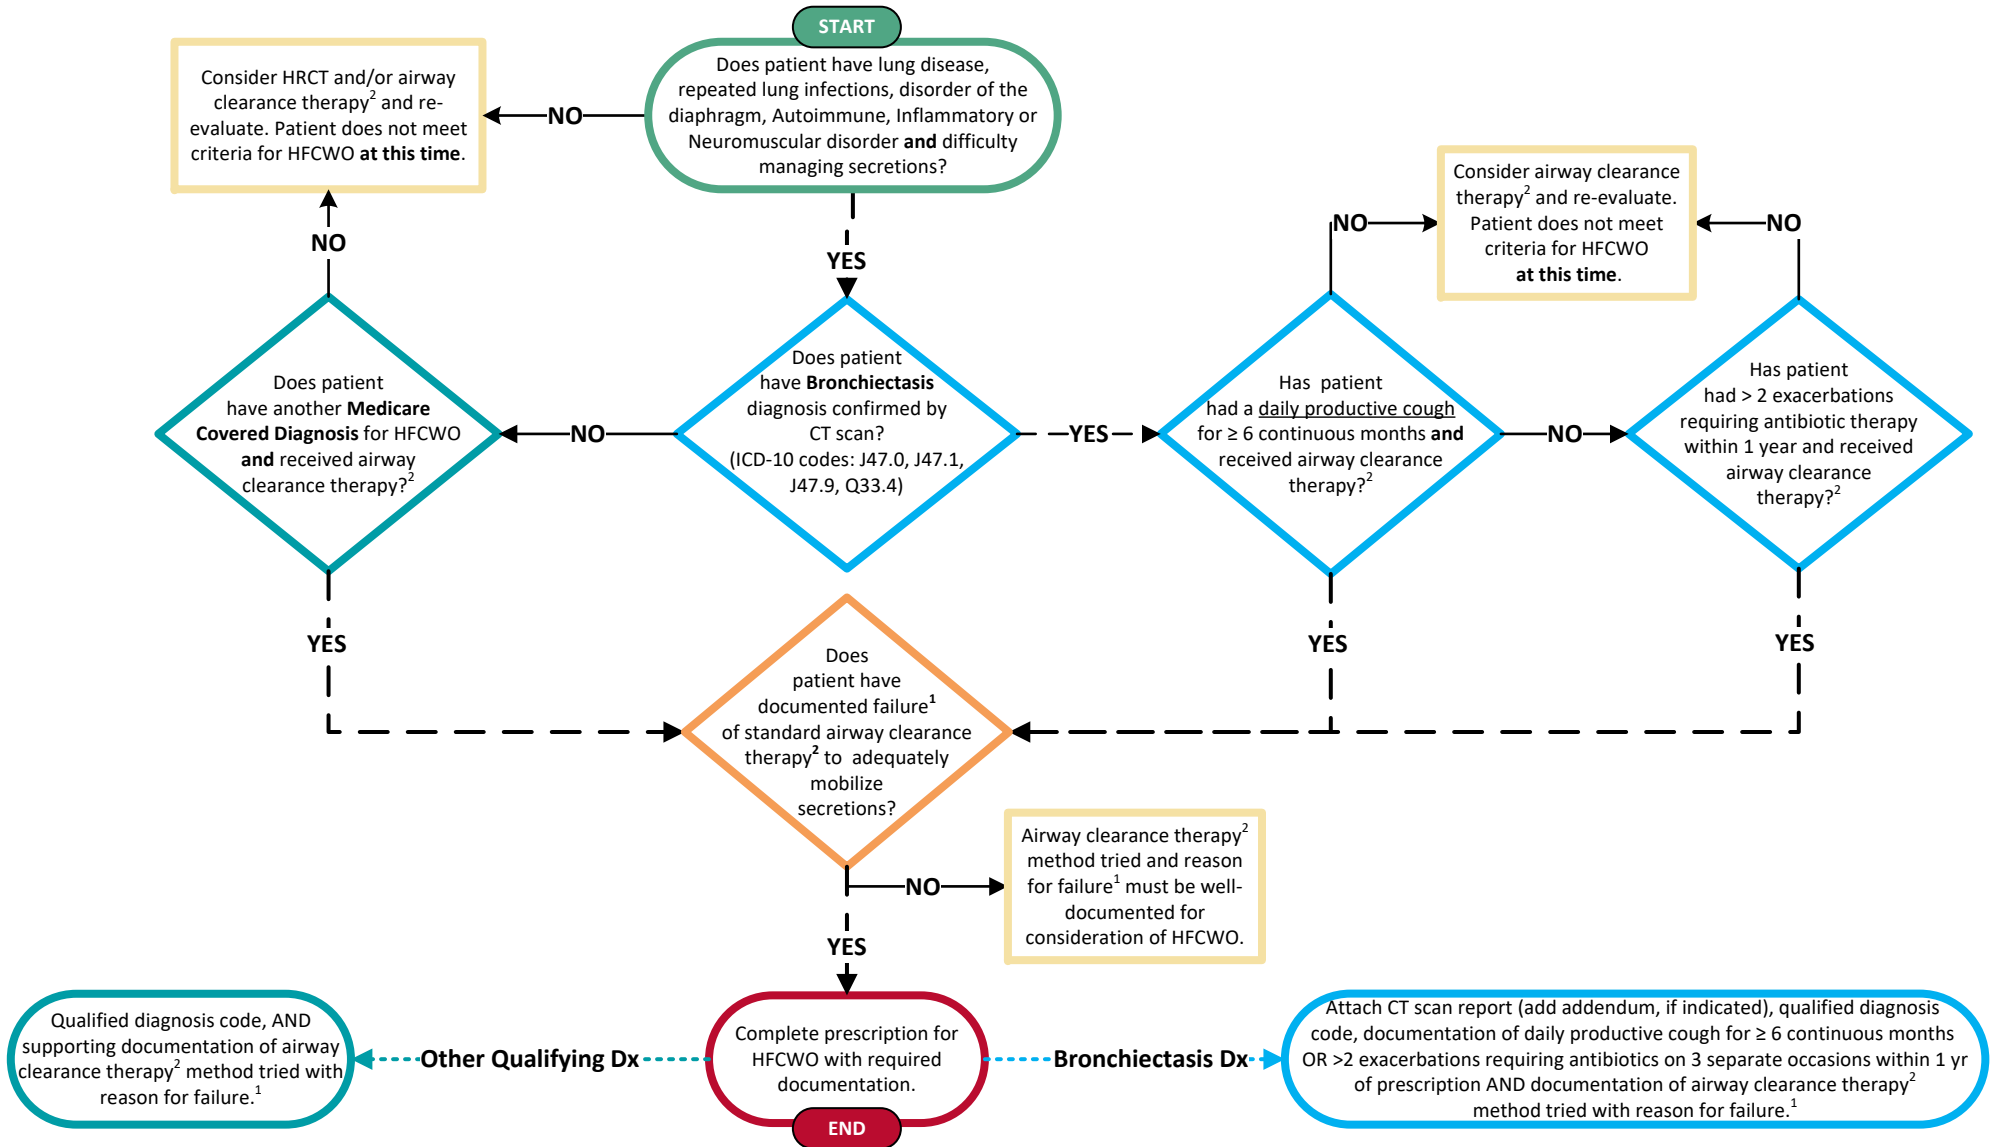 START
Does patient have lung disease,
repeated lung infections, disorder of the
diaphragm, Autoimmune, Inflammatory or
Neuromuscular disorder and difficulty
managing secretions?
NO
Consider HRCT and/or airway
clearance therapy2 and re-
evaluate. Patient does not meet
criteria for HFCWO at this time.
YES
NO
Consider airway clearance
therapy2 and re-evaluate.
Patient does not meet
criteria for HFCWO
at this time.
NO
NO
Does patient
have another Medicare
Covered Diagnosis for HFCWO
and received airway
clearance therapy?2
NO
Does patient
have Bronchiectasis
diagnosis confirmed by
CT scan?
(ICD-10 codes: J47.0, J47.1,
J47.9, Q33.4)
YES
Has patient
had a daily productive cough
for ≥ 6 continuous months and
received airway clearance
therapy?2
NO
Has patient
had > 2 exacerbations
requiring antibiotic therapy
within 1 year and received
airway clearance
therapy?2
YES
YES
YES
Does
patient have
documented failure1
of standard airway clearance
therapy2 to adequately
mobilize
secretions?
NO
Airway clearance therapy2
method tried and reason
for failure1 must be well-
documented for
consideration of HFCWO.
YES
Qualified diagnosis code, AND
supporting documentation of airway
clearance therapy2 method tried with
reason for failure.1
Other Qualifying Dx
Complete prescription for
HFCWO with required
documentation.
END
Bronchiectasis Dx
Attach CT scan report (add addendum, if indicated), qualified diagnosis
code, documentation of daily productive cough for ≥ 6 continuous months
OR >2 exacerbations requiring antibiotics on 3 separate occasions within 1 yr
of prescription AND documentation of airway clearance therapy2
method tried with reason for failure.1